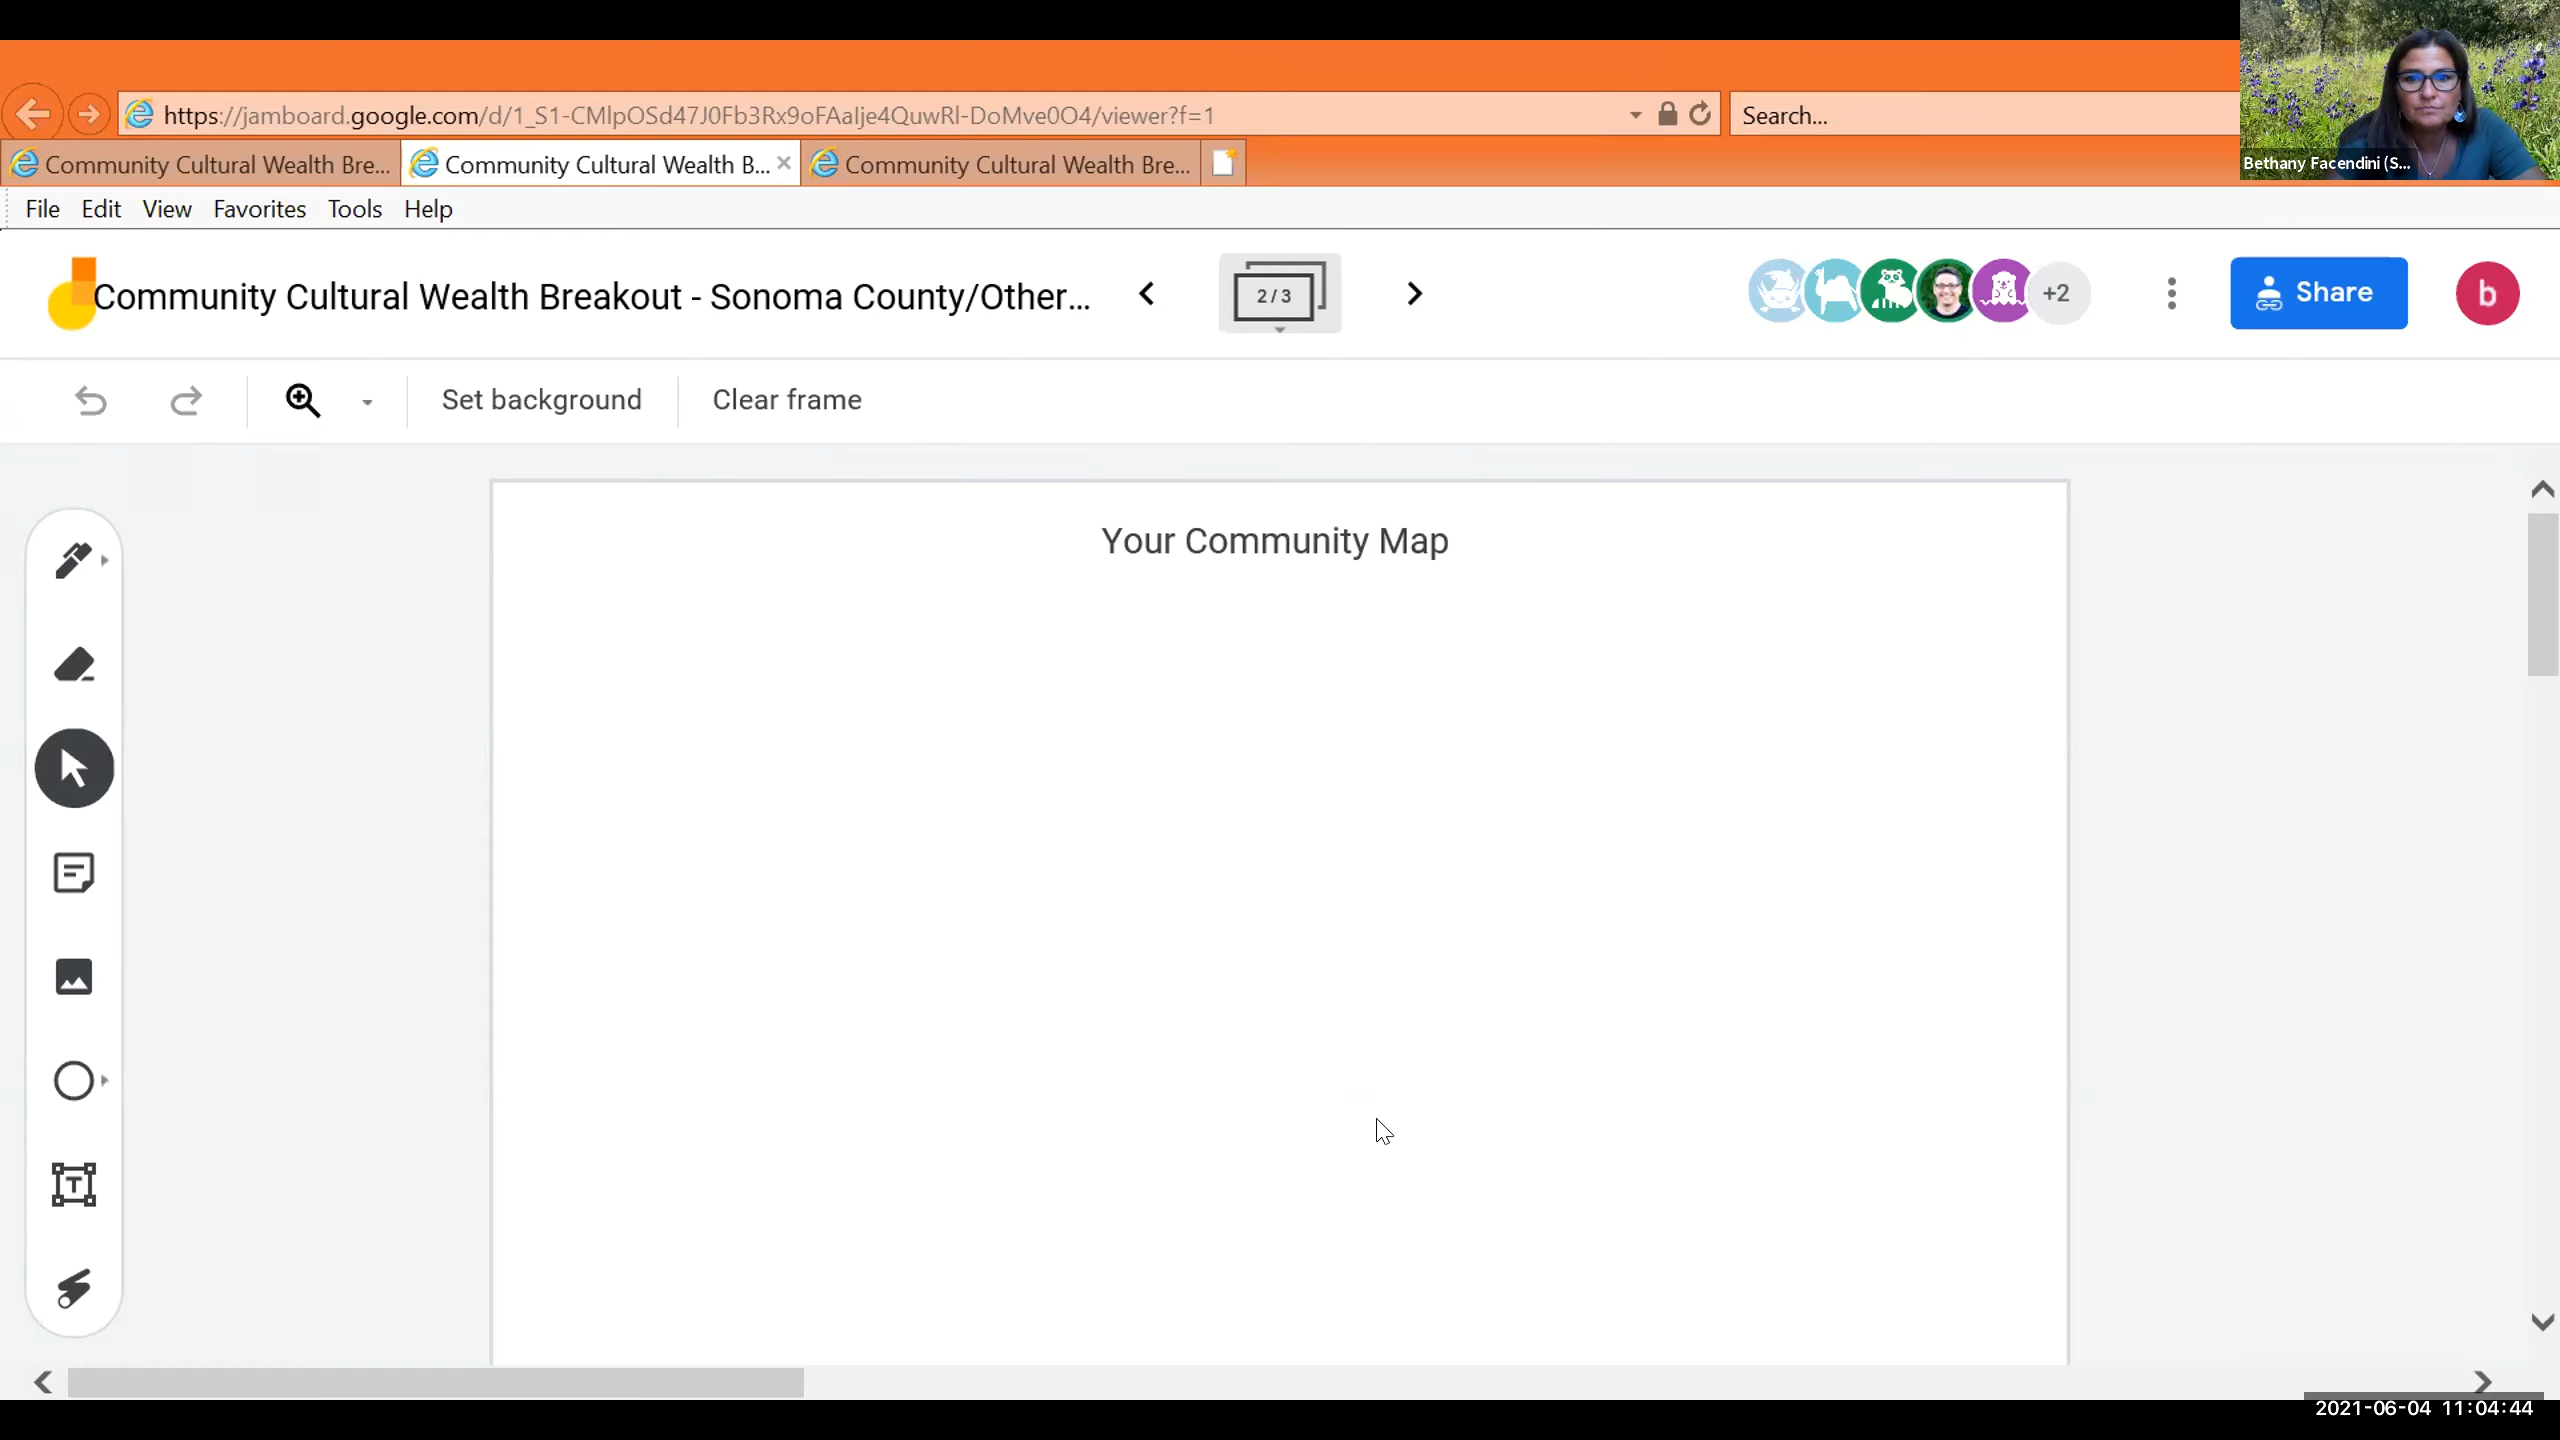 https://jamboard.google.com/d/1_S1-CMlpOSd47J0Fb3Rx9oFAaIje4QuwRl-DoMve0O4/viewer?f=1
Search...
Community Cultural Wealth Bre...
Community Cultural Wealth B...
Community Cultural Wealth Bre...
Bethany Facendini (S...
File Edit View Favorites Tools Help
Community Cultural Wealth Breakout - Sonoma County/Other...
2 / 3
+2
Share
b
Set background
Clear frame
Your Community Map
2021-06-04 11:04:44